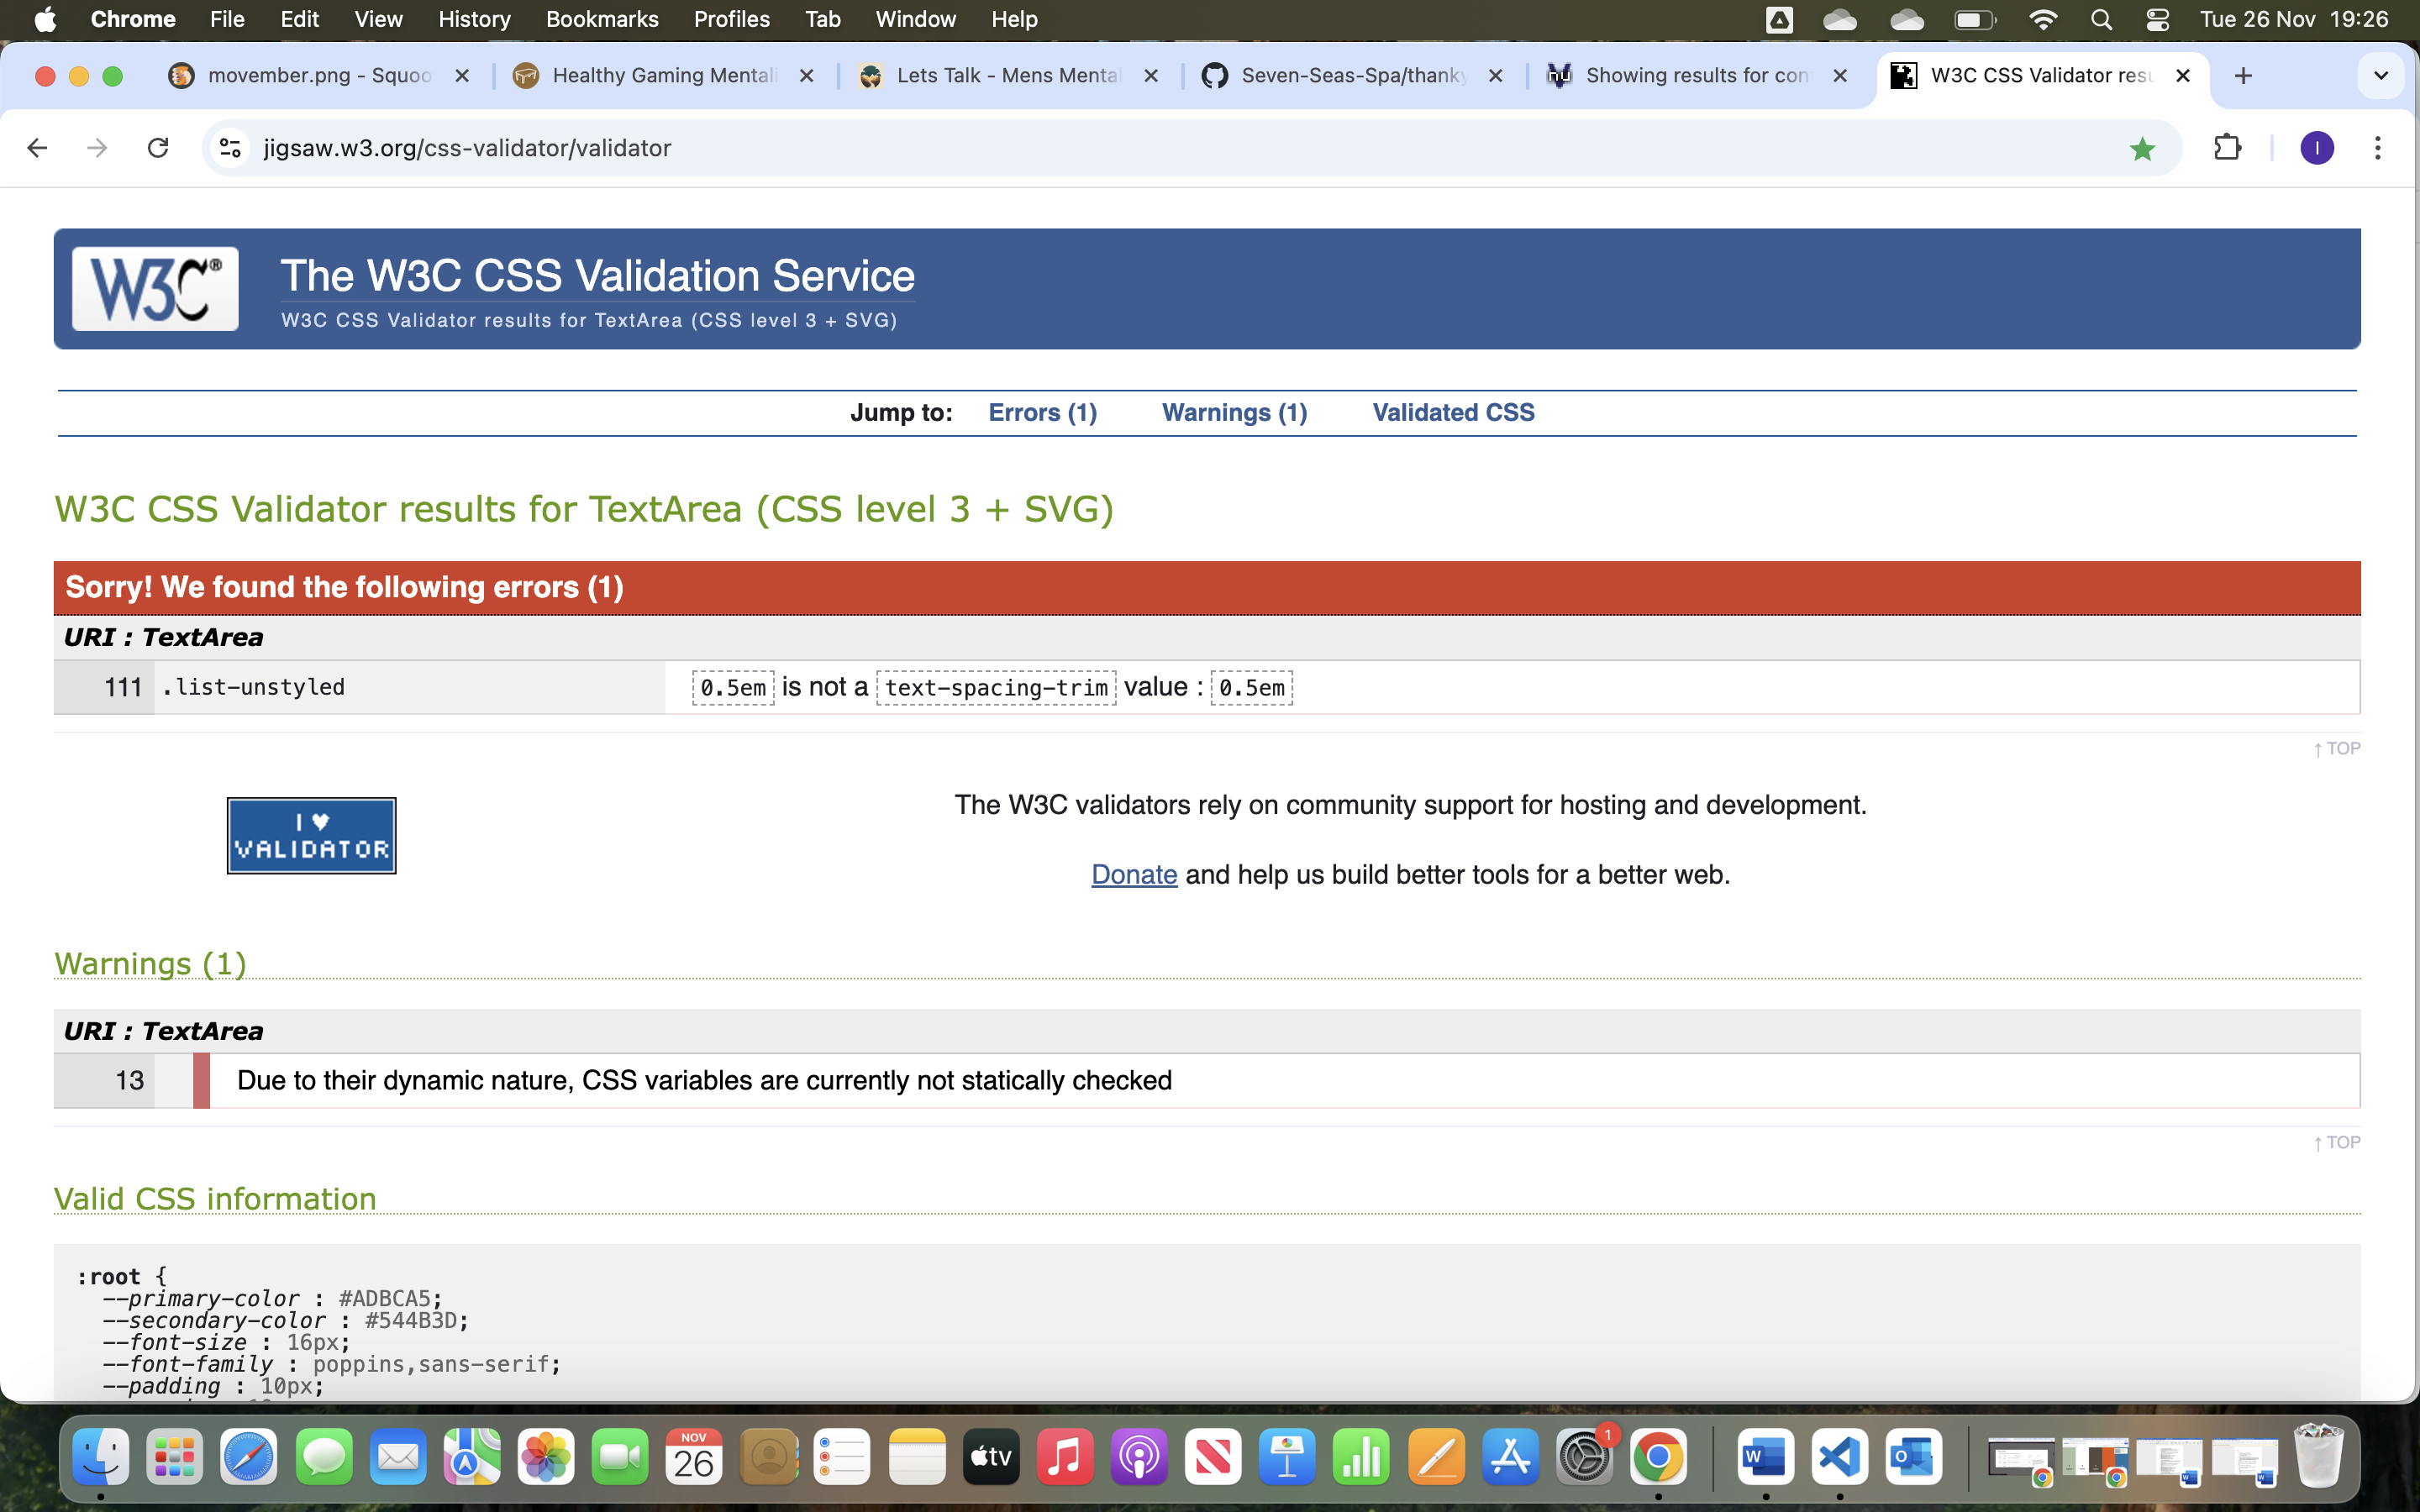 Chrome File Edit View History Bookmarks Profiles Tab Window Help Tue 26 Nov 19:26
movember.png - Squoo Healthy Gaming Mentali Lets Talk - Mens Mental Seven-Seas-Spa/thanky Showing results for con W3C CSS Validator resu
jigsaw.w3.org/css-validator/validator I
W3C® The W3C CSS Validation Service
W3C CSS Validator results for TextArea (CSS level 3 + SVG)
Jump to: Errors (1) Warnings (1) Validated CSS
W3C CSS Validator results for TextArea (CSS level 3 + SVG)
Sorry! We found the following errors (1)
URI : TextArea
111 .list-unstyled 0.5em is not a text-spacing-trim value : 0.5em
↑ TOP
I ♥
VALIDATOR
The W3C validators rely on community support for hosting and development.
Donate and help us build better tools for a better web.
Warnings (1)
URI : TextArea
13 Due to their dynamic nature, CSS variables are currently not statically checked
↑ TOP
Valid CSS information
:root {
--primary-color : #ADBCA5;
--secondary-color : #544B3D;
--font-size : 16px;
--font-family : poppins,sans-serif;
--padding : 10px;
NOV
26
tv
1